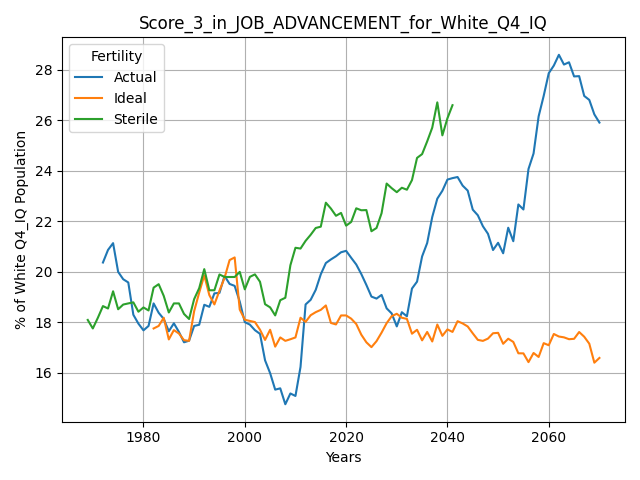 Score_3_in_JOB_ADVANCEMENT_for_White_Q4_IQ
Fertility
Actual
Ideal
Sterile
% of White Q4_IQ Population
28
26
24
22
20
18
16
1980 2000 2020 2040 2060
Years